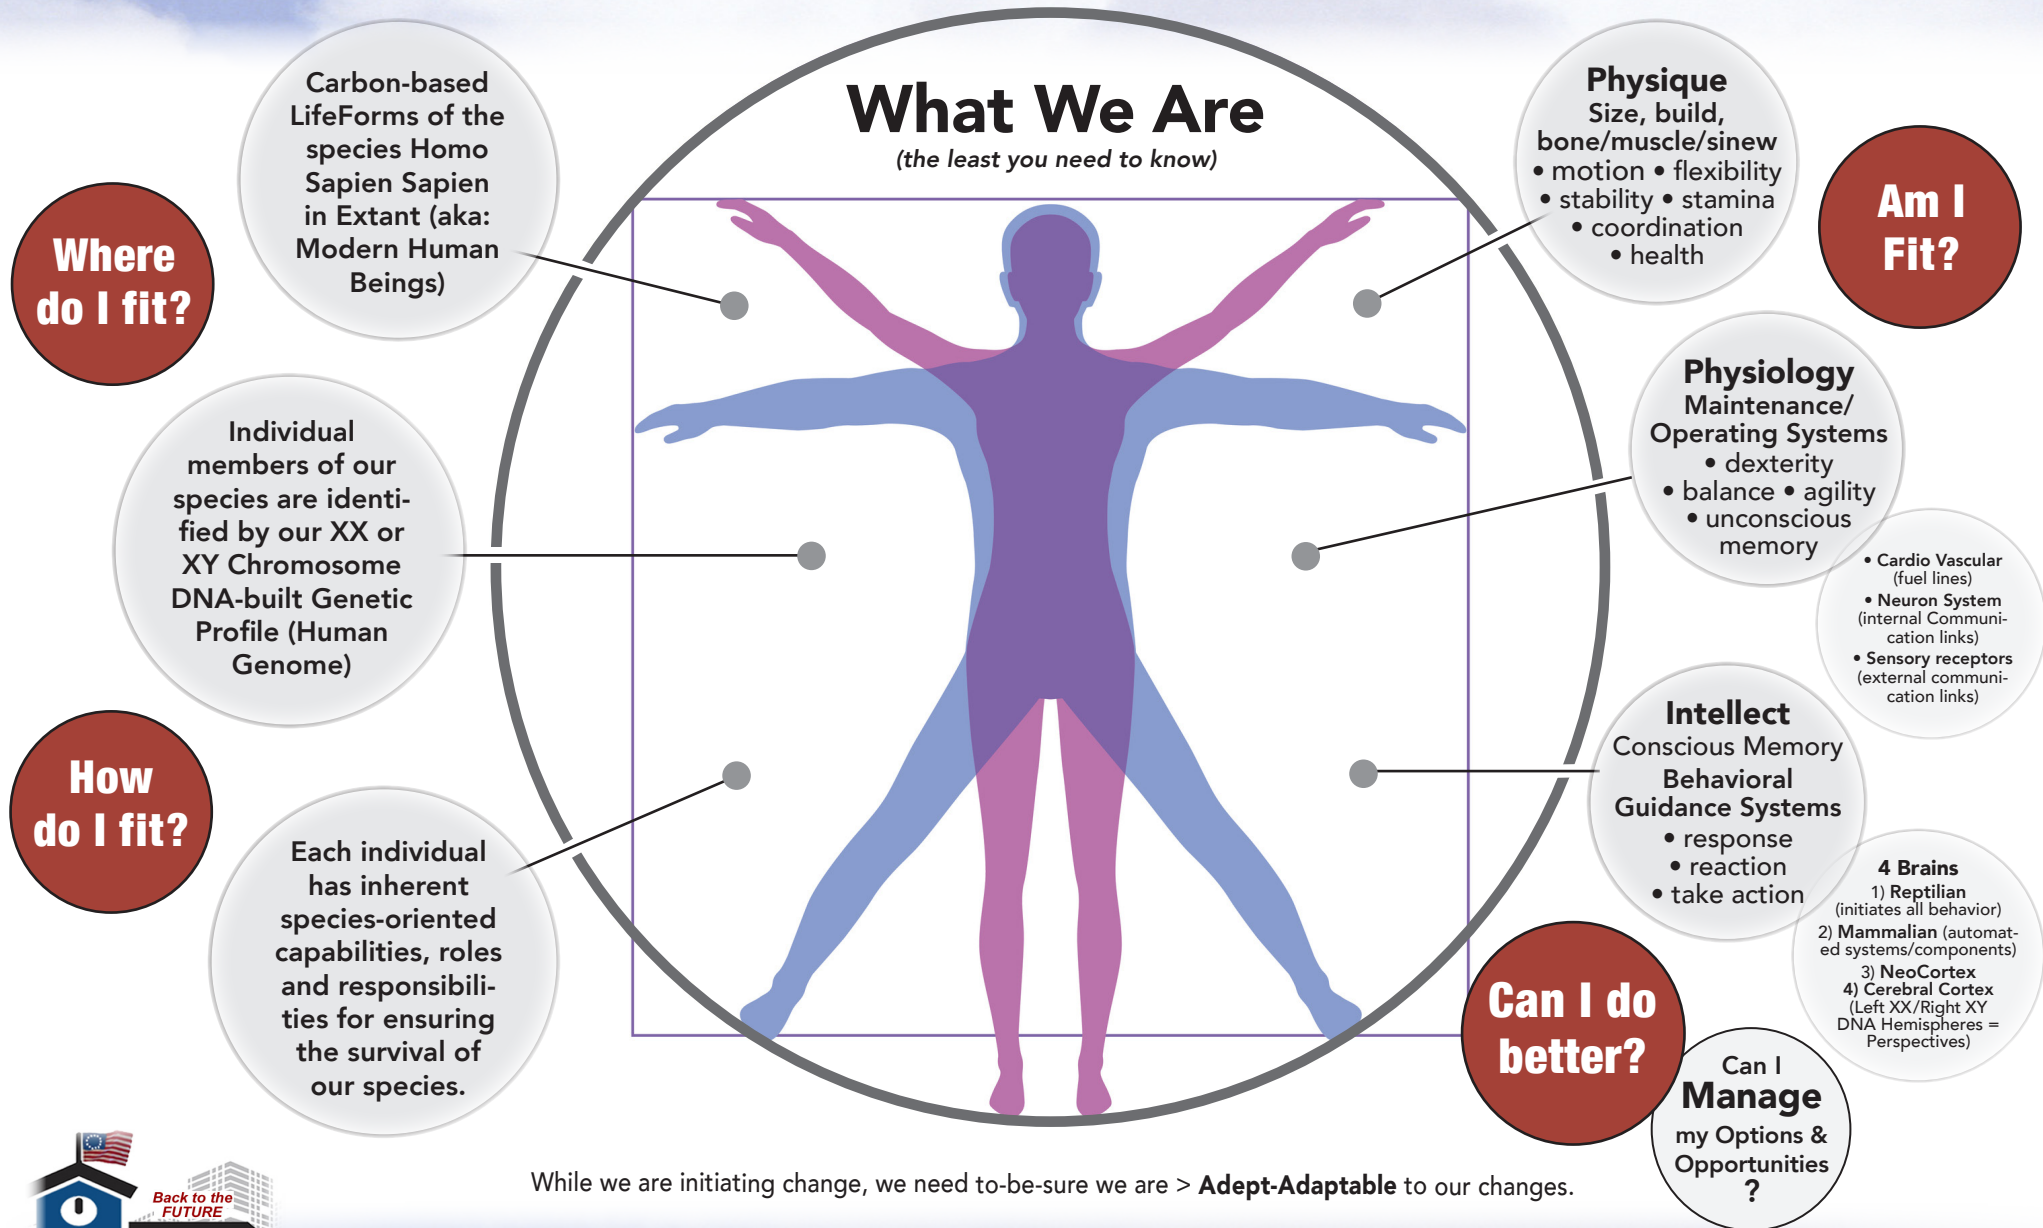 What We Are
(the least you need to know)
Carbon-based
LifeForms of the
species Homo
Sapien Sapien
in Extant (aka:
Modern Human
Beings)
Where
do I fit?
Individual
members of our
species are identi-
fied by our XX or
XY Chromosome
DNA-built Genetic
Profile (Human
Genome)
How
do I fit?
Each individual
has inherent
species-oriented
capabilities, roles
and responsibili-
ties for ensuring
the survival of
our species.
Physique
Size, build,
bone/muscle/sinew
• motion • flexibility
• stability • stamina
• coordination
• health
Am I
Fit?
Physiology
Maintenance/
Operating Systems
• dexterity
• balance • agility
• unconscious
memory
• Cardio Vascular
(fuel lines)
• Neuron System
(internal Communi-
cation links)
• Sensory receptors
(external communi-
cation links)
Intellect
Conscious Memory
Behavioral
Guidance Systems
• response
• reaction
• take action
4 Brains
1) Reptilian
(initiates all behavior)
2) Mammalian (automat-
ed systems/components)
3) NeoCortex
4) Cerebral Cortex
(Left XX/Right XY
DNA Hemispheres =
Perspectives)
Can I do
better?
Can I
Manage
my Options &
Opportunities
?
Back to the
FUTURE
While we are initiating change, we need to-be-sure we are > Adept-Adaptable to our changes.